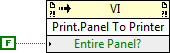 VI
Print.Panel To Printer
F
Entire Panel?